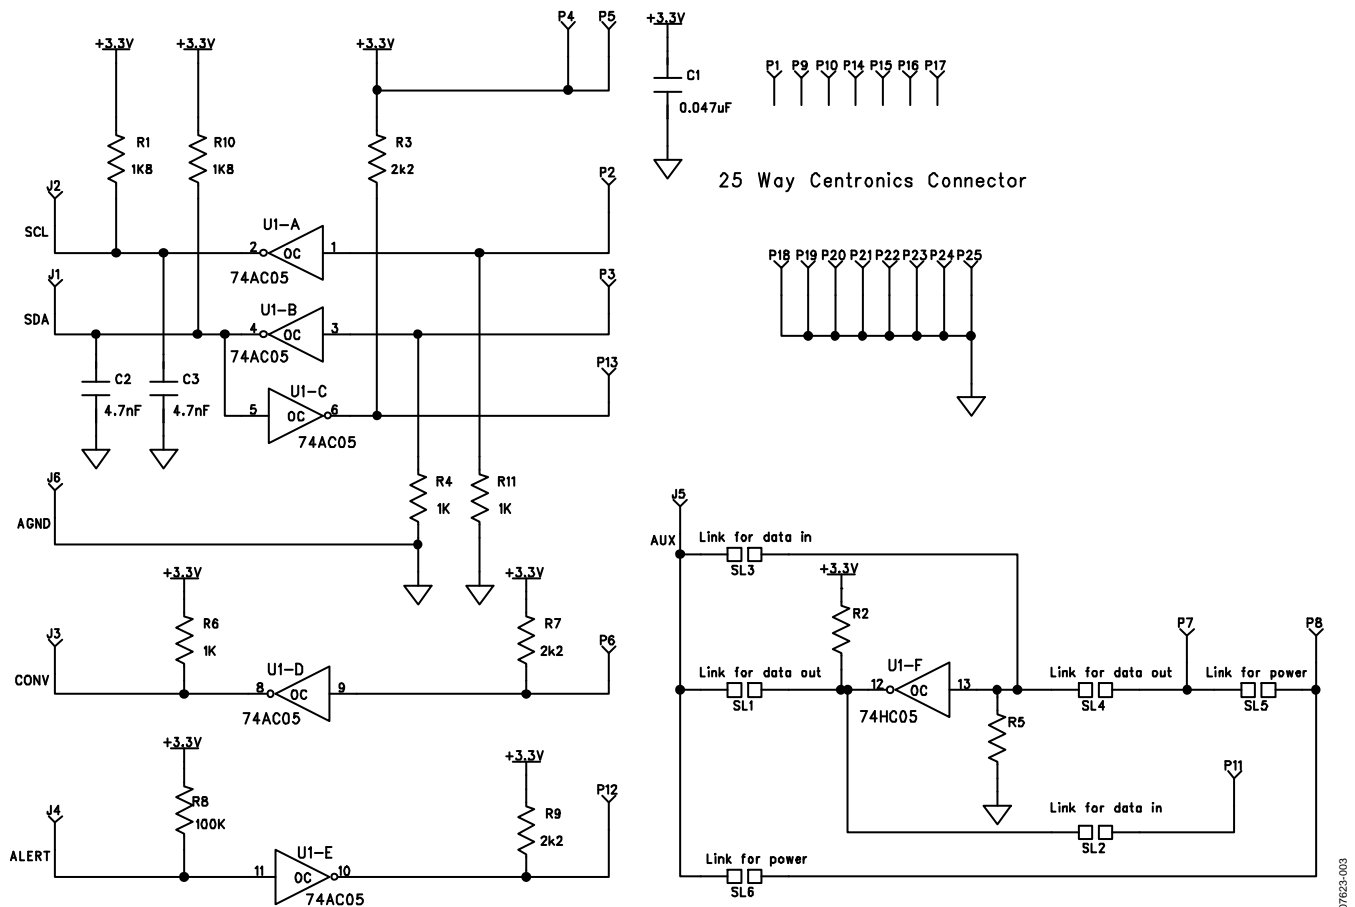 P4
P5
+3.3V
+3.3V
+3.3V
+3.3V
C1
0.047uF
P1
P9
P10
P14
P15
P16
P17
R1
1K8
R10
1K8
R3
2k2
25 Way Centronics Connector
J2
SCL
U1-A
2
OC
1
74AC05
P2
J1
SDA
U1-B
4
OC
3
74AC05
P3
P18
P19
P20
P21
P22
P23
P24
P25
C2
4.7nF
C3
4.7nF
U1-C
5
OC
6
74AC05
P13
J6
AGND
R4
1K
R11
1K
J5
AUX
Link for data in
SL3
+3.3V
R6
1K
+3.3V
R7
2k2
+3.3V
R2
J3
CONV
U1-D
8
OC
9
74AC05
P6
Link for data out
SL1
U1-F
12
OC
13
74HC05
R5
Link for data out
SL4
P7
Link for power
SL5
P8
+3.3V
R8
100K
+3.3V
R9
2k2
P12
J4
ALERT
U1-E
11
OC
10
74AC05
P11
Link for data in
SL2
Link for power
SL6
07623-003